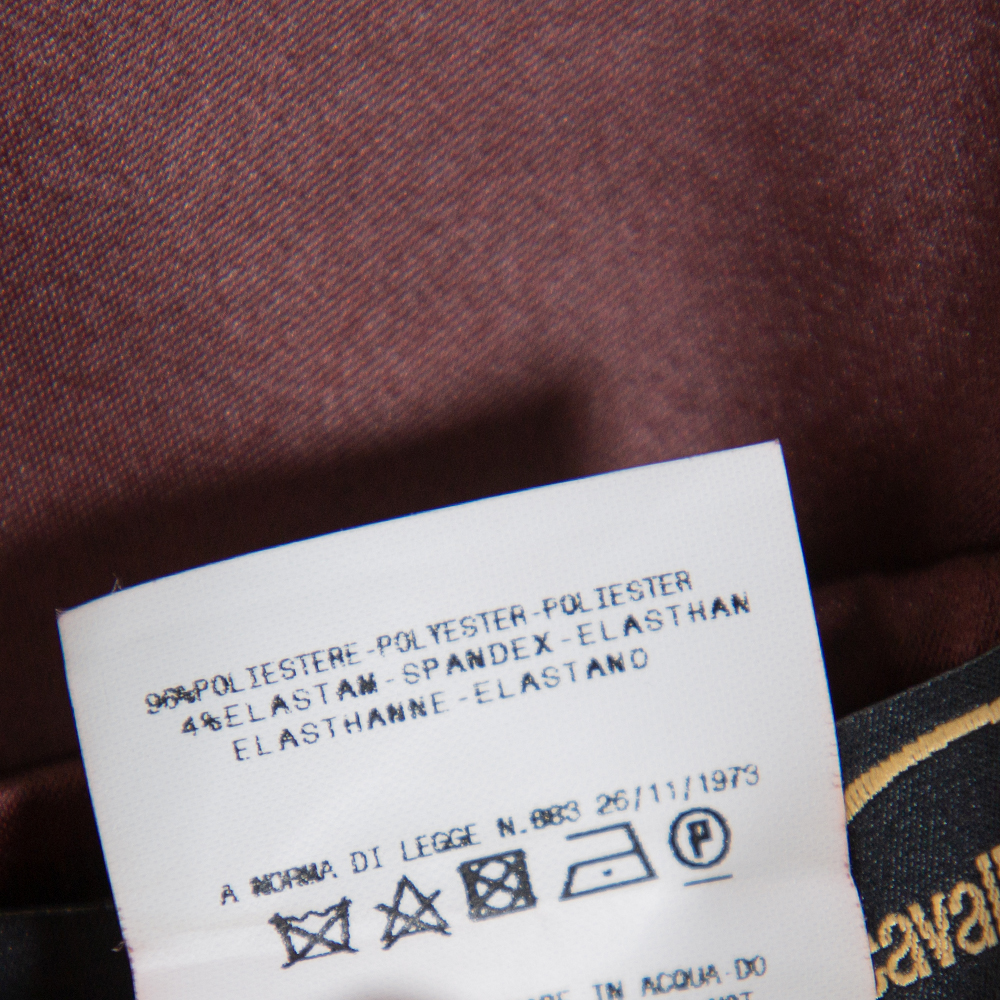 96%POLIESTERE-POLYESTER-POLIESTER
4%ELASTAM-SPANDEX-ELASTHAN
ELASTHANNE-ELASTANO
A NORMA DI LEGGE N.883 26/11/1973
P
IN ACQUA-DO